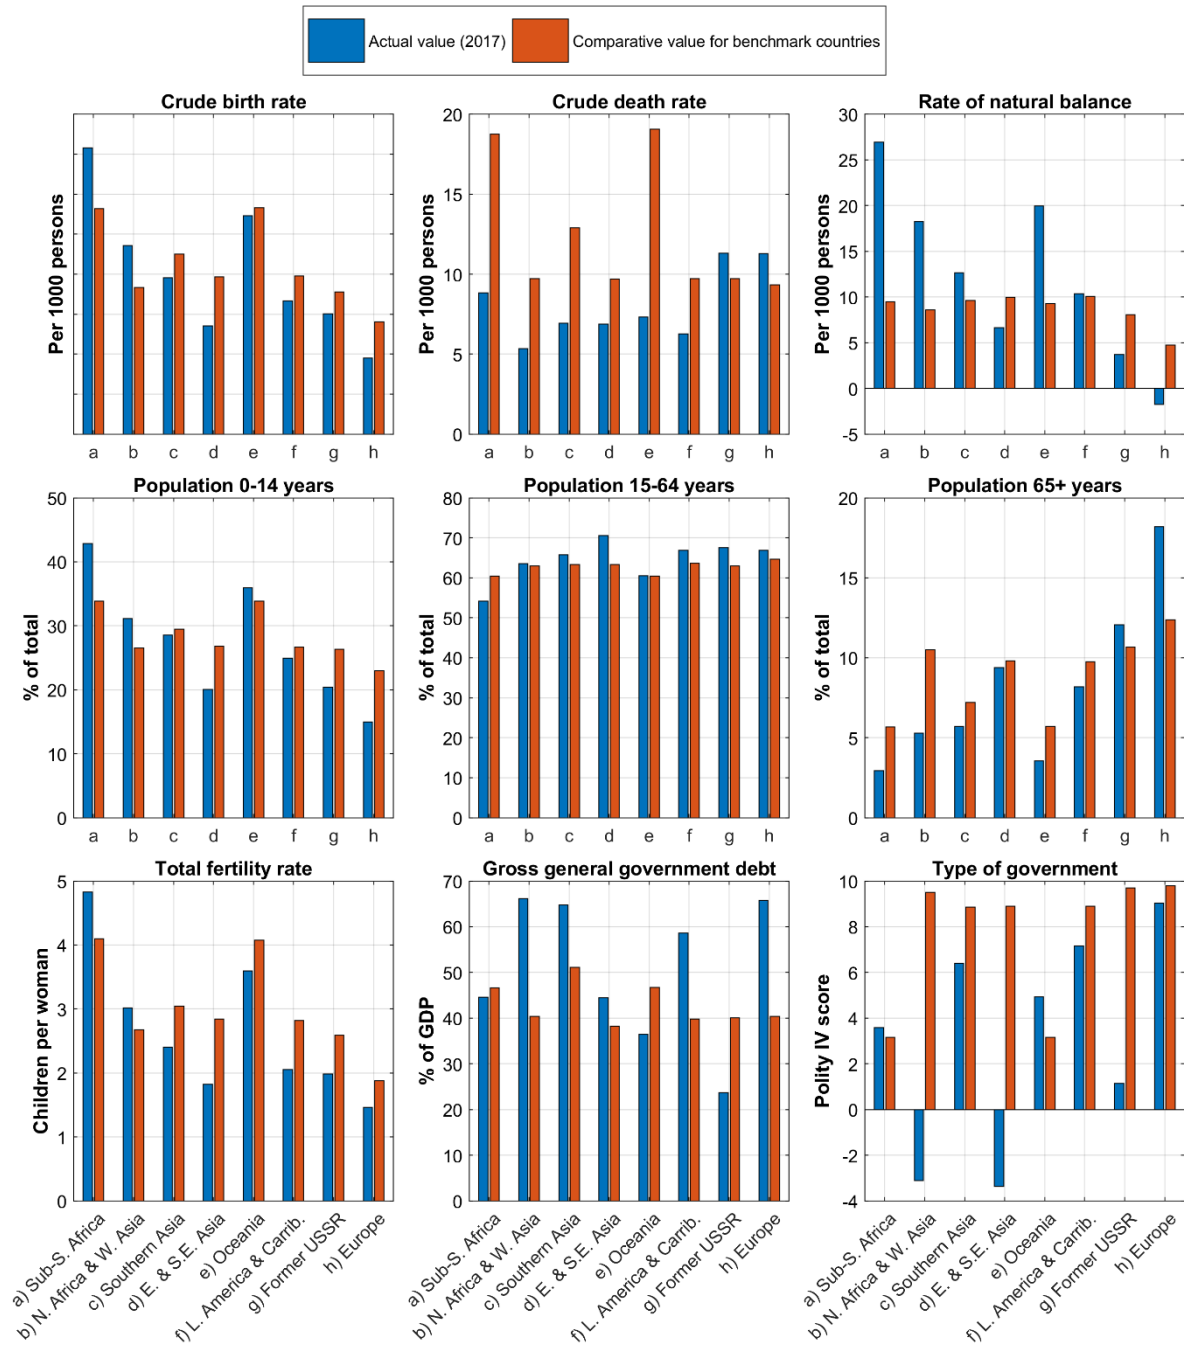 Actual value (2017) Comparative value for benchmark countries
Crude birth rate
Per 1000 persons
a b c d e f g h
Crude death rate
20
15
10
5
0
Per 1000 persons
a b c d e f g h
Rate of natural balance
30
25
20
15
10
5
0
-5
Per 1000 persons
a b c d e f g h
Population 0-14 years
50
40
30
20
10
0
% of total
a b c d e f g h
Population 15-64 years
80
70
60
50
40
30
20
10
0
% of total
a b c d e f g h
Population 65+ years
20
15
10
5
0
% of total
a b c d e f g h
Total fertility rate
5
4
3
2
1
0
Children per woman
a) Sub-S. Africa
b) N. Africa & W. Asia
c) Southern Asia
d) E. & S.E. Asia
e) Oceania
f) L. America & Carrib.
g) Former USSR
h) Europe
Gross general government debt
70
60
50
40
30
20
10
0
% of GDP
a) Sub-S. Africa
b) N. Africa & W. Asia
c) Southern Asia
d) E. & S.E. Asia
e) Oceania
f) L. America & Carrib.
g) Former USSR
h) Europe
Type of government
10
8
6
4
2
0
-2
-4
Polity IV score
a) Sub-S. Africa
b) N. Africa & W. Asia
c) Southern Asia
d) E. & S.E. Asia
e) Oceania
f) L. America & Carrib.
g) Former USSR
h) Europe